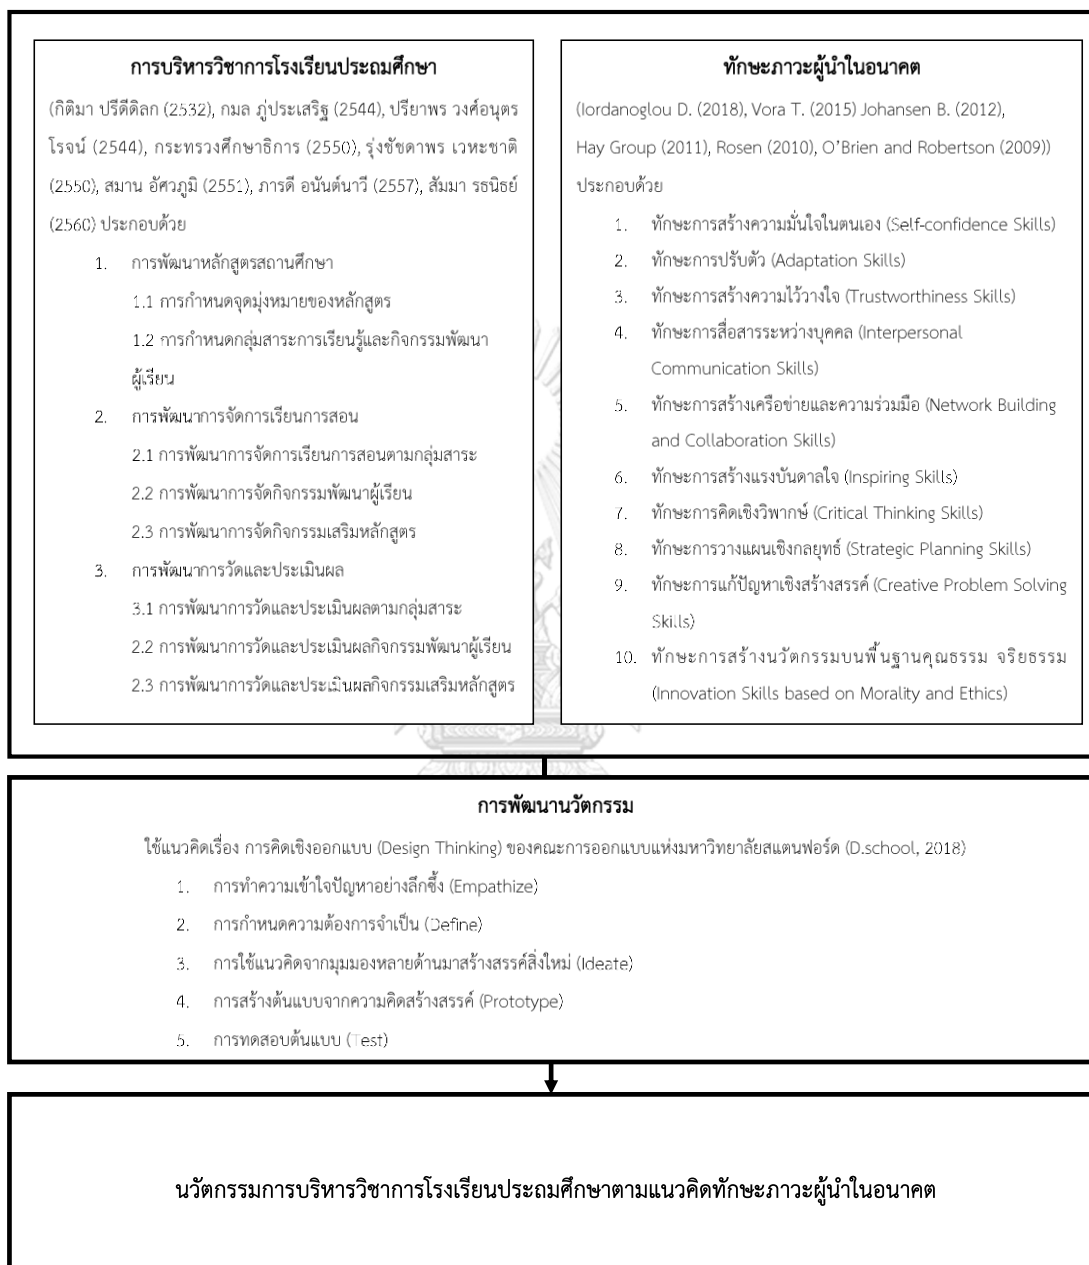 การบริหารวิชาการโรงเรียนประถมศึกษา
(กิติมา ปรีดีดิลก (2532), กมล ภู่ประเสริฐ (2544), ปรียาพร วงศ์อนุตร
โรจน์ (2544), กระทรวงศึกษาธิการ (2550), รุ่งชัชดาพร เวหะชาติ
(2550), สมาน อัศวภูมิ (2551), ภารดี อนันต์นาวี (2557), สัมมา รธนิธย์
(2560) ประกอบด้วย
1. การพัฒนาหลักสูตรสถานศึกษา
1.1 การกำหนดจุดมุ่งหมายของหลักสูตร
1.2 การกำหนดกลุ่มสาระการเรียนรู้และกิจกรรมพัฒนา
ผู้เรียน
2. การพัฒนาการจัดการเรียนการสอน
2.1 การพัฒนาการจัดการเรียนการสอนตามกลุ่มสาระ
2.2 การพัฒนาการจัดกิจกรรมพัฒนาผู้เรียน
2.3 การพัฒนาการจัดกิจกรรมเสริมหลักสูตร
3. การพัฒนาการวัดและประเมินผล
3.1 การพัฒนาการวัดและประเมินผลตามกลุ่มสาระ
2.2 การพัฒนาการวัดและประเมินผลกิจกรรมพัฒนาผู้เรียน
2.3 การพัฒนาการวัดและประเมินผลกิจกรรมเสริมหลักสูตร
ทักษะภาวะผู้นำในอนาคต
(Iordanoglou D. (2018), Vora T. (2015) Johansen B. (2012),
Hay Group (2011), Rosen (2010), O’Brien and Robertson (2009))
ประกอบด้วย
1. ทักษะการสร้างความมั่นใจในตนเอง (Self-confidence Skills)
2. ทักษะการปรับตัว (Adaptation Skills)
3. ทักษะการสร้างความไว้วางใจ (Trustworthiness Skills)
4. ทักษะการสื่อสารระหว่างบุคคล (Interpersonal
Communication Skills)
5. ทักษะการสร้างเครือข่ายและความร่วมมือ (Network Building
and Collaboration Skills)
6. ทักษะการสร้างแรงบันดาลใจ (Inspiring Skills)
7. ทักษะการคิดเชิงวิพากษ์ (Critical Thinking Skills)
8. ทักษะการวางแผนเชิงกลยุทธ์ (Strategic Planning Skills)
9. ทักษะการแก้ปัญหาเชิงสร้างสรรค์ (Creative Problem Solving
Skills)
10. ทักษะการสร้างนวัตกรรมบนพื้นฐานคุณธรรม จริยธรรม
(Innovation Skills based on Morality and Ethics)
การพัฒนานวัตกรรม
ใช้แนวคิดเรื่อง การคิดเชิงออกแบบ (Design Thinking) ของคณะการออกแบบแห่งมหาวิทยาลัยสแตนฟอร์ด (D.school, 2018)
1. การทำความเข้าใจปัญหาอย่างลึกซึ้ง (Empathize)
2. การกำหนดความต้องการจำเป็น (Define)
3. การใช้แนวคิดจากมุมมองหลายด้านมาสร้างสรรค์สิ่งใหม่ (Ideate)
4. การสร้างต้นแบบจากความคิดสร้างสรรค์ (Prototype)
5. การทดสอบต้นแบบ (Test)
นวัตกรรมการบริหารวิชาการโรงเรียนประถมศึกษาตามแนวคิดทักษะภาวะผู้นำในอนาคต